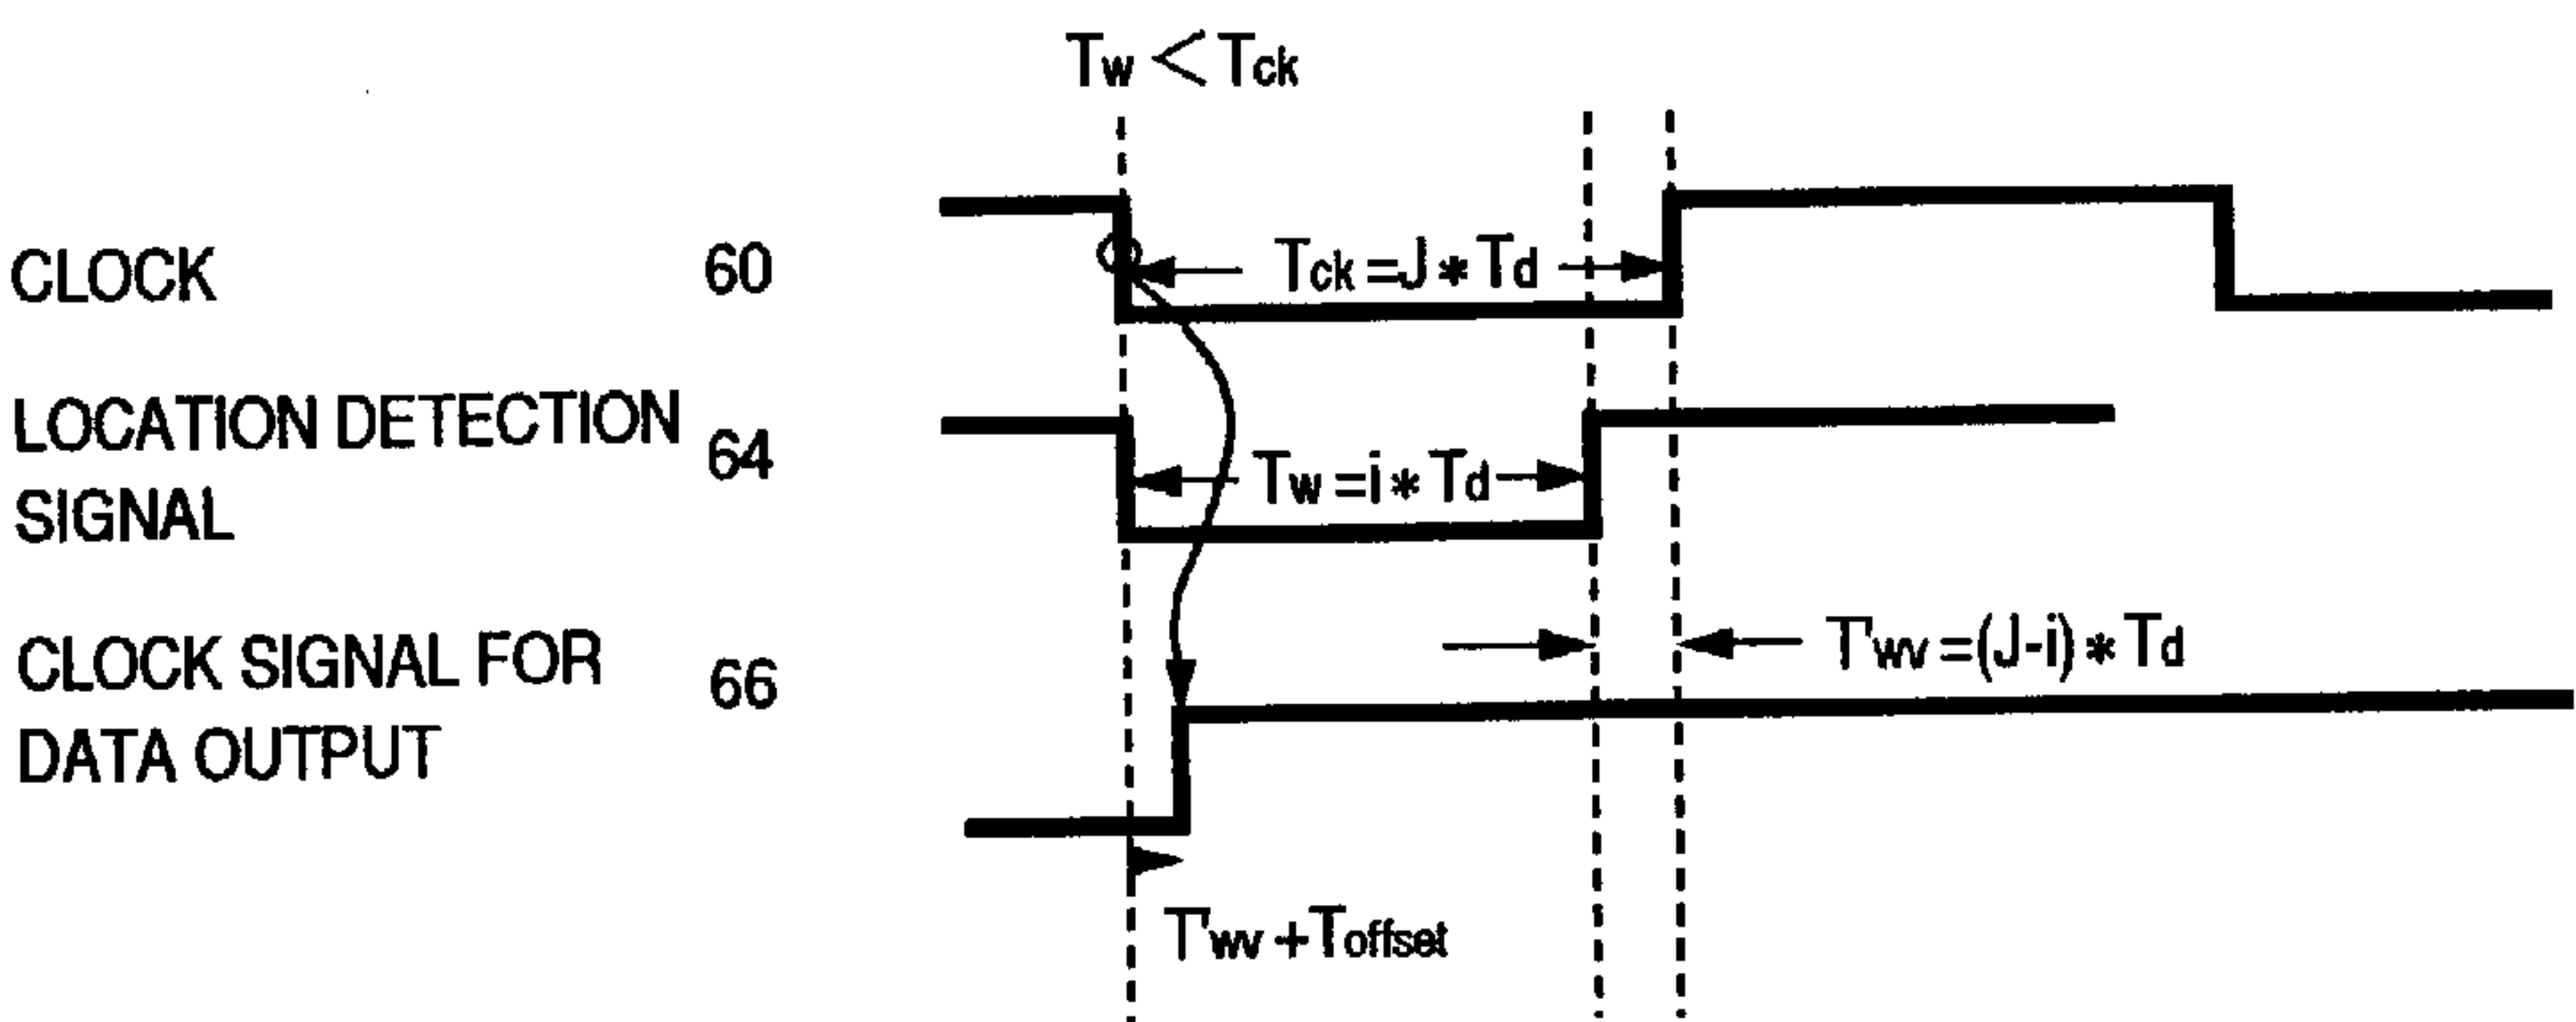 Tw < Tck
CLOCK 60
Tck =J * Td
LOCATION DETECTION
SIGNAL 64
Tw =i * Td
CLOCK SIGNAL FOR
DATA OUTPUT 66
T'wv =(J-i) * Td
T'wv +Toffset